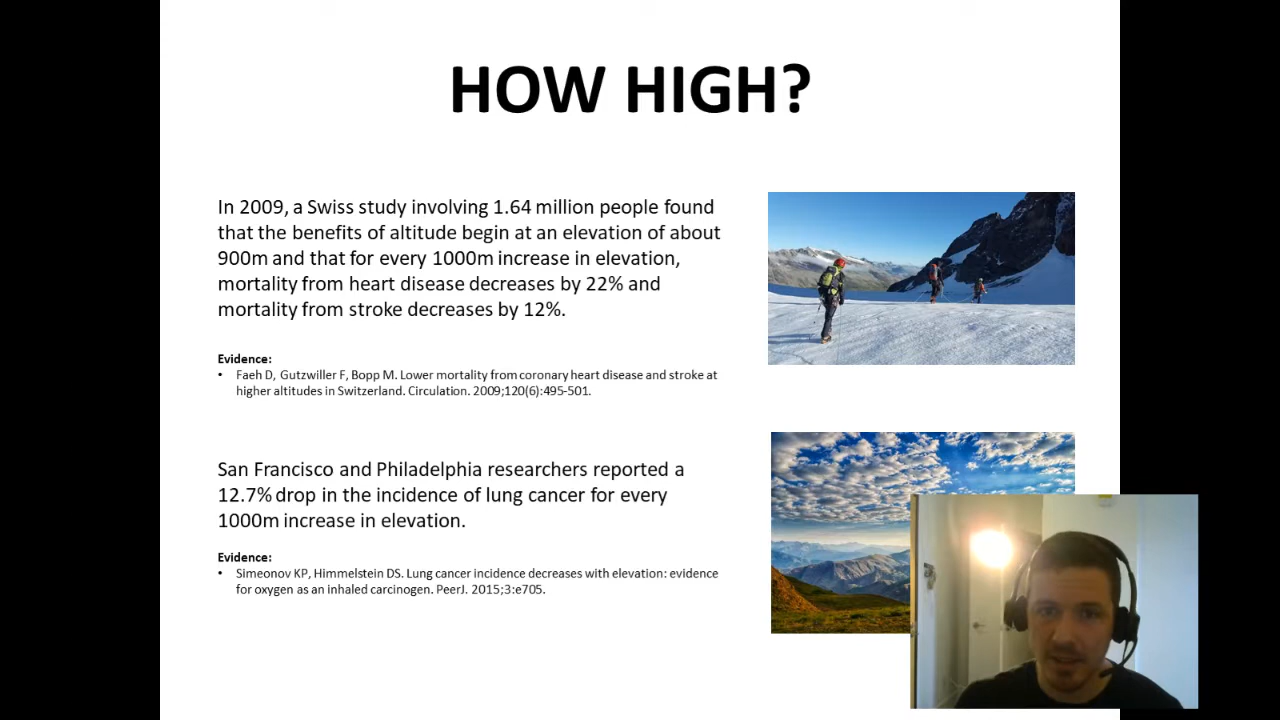 HOW HIGH?
In 2009, a Swiss study involving 1.64 million people found
that the benefits of altitude begin at an elevation of about
900m and that for every 1000m increase in elevation,
mortality from heart disease decreases by 22% and
mortality from stroke decreases by 12%.
Evidence:
• Faeh D, Gutzwiller F, Bopp M. Lower mortality from coronary heart disease and stroke at
higher altitudes in Switzerland. Circulation. 2009;120(6):495-501.
San Francisco and Philadelphia researchers reported a
12.7% drop in the incidence of lung cancer for every
1000m increase in elevation.
Evidence:
• Simeonov KP, Himmelstein DS. Lung cancer incidence decreases with elevation: evidence
for oxygen as an inhaled carcinogen. PeerJ. 2015;3:e705.